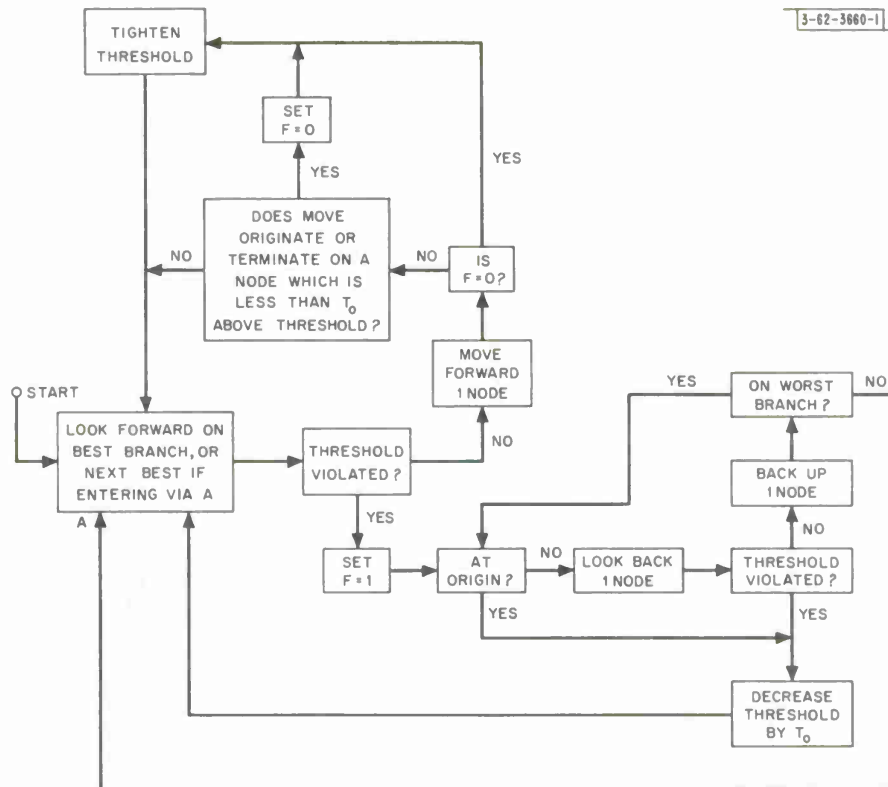 3-62-3660-1
TIGHTEN
THRESHOLD
SET
F = 0
YES
YES
DOES MOVE
ORIGINATE OR
TERMINATE ON A
NODE WHICH IS
LESS THAN T₀
ABOVE THRESHOLD?
NO
NO
IS
F=0?
MOVE
FORWARD
1 NODE
START
LOOK FORWARD ON
BEST BRANCH, OR
NEXT BEST IF
ENTERING VIA A
A
THRESHOLD
VIOLATED?
NO
YES
SET
F = 1
AT
ORIGIN?
NO
YES
LOOK BACK
1 NODE
THRESHOLD
VIOLATED?
NO
YES
BACK UP
1 NODE
ON WORST
BRANCH?
YES
NO
DECREASE
THRESHOLD
BY T₀